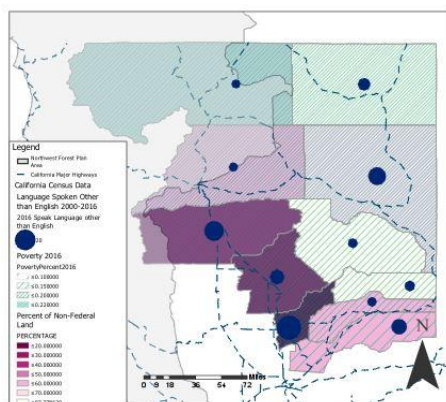 Legend
Northwest Forest Plan
Area
California Major Highways
California Census Data
Language Spoken Other
than English 2000-2016
2016 Speak Language other
than English
20
Poverty 2016
PovertyPercent2016
≤0.100000
≤0.150000
≤0.200000
≤0.220000
Percent of Non-Federal
Land
PERCENTAGE
≤20.000000
≤30.000000
≤40.000000
≤50.000000
≤60.000000
≤70.000000
Miles
0 9 18 36 54 72
N